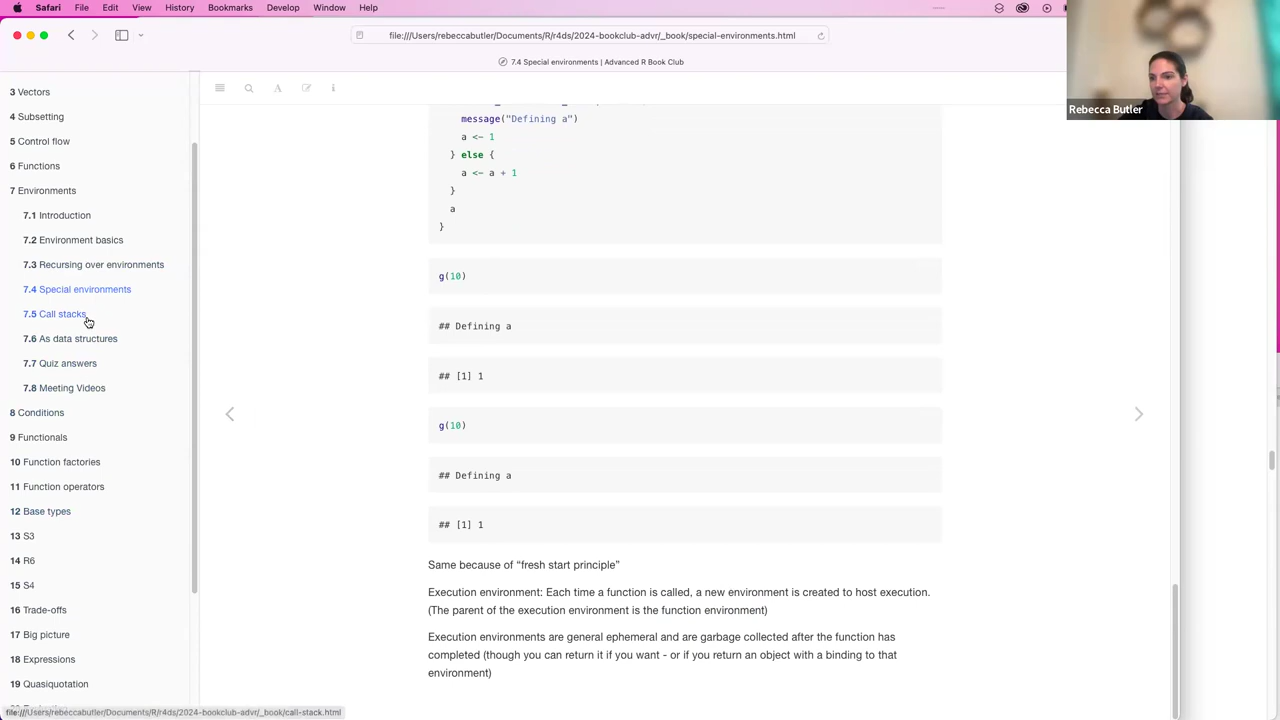 Safari File Edit View History Bookmarks Develop Window Help
file:///Users/rebeccabutler/Documents/R/r4ds/2024-bookclub-advr/_book/special-environments.html
7.4 Special environments | Advanced R Book Club
Rebecca Butler
3 Vectors
4 Subsetting
5 Control flow
6 Functions
7 Environments
7.1 Introduction
7.2 Environment basics
7.3 Recursing over environments
7.4 Special environments
7.5 Call stacks
7.6 As data structures
7.7 Quiz answers
7.8 Meeting Videos
8 Conditions
9 Functionals
10 Function factories
11 Function operators
12 Base types
13 S3
14 R6
15 S4
16 Trade-offs
17 Big picture
18 Expressions
19 Quasiquotation
message("Defining a")
a <- 1
} else {
a <- a + 1
}
a
}
g(10)
## Defining a
## [1] 1
g(10)
## Defining a
## [1] 1
Same because of “fresh start principle”
Execution environment: Each time a function is called, a new environment is created to host execution.
(The parent of the execution environment is the function environment)
Execution environments are general ephemeral and are garbage collected after the function has
completed (though you can return it if you want - or if you return an object with a binding to that
environment)
file:///Users/rebeccabutler/Documents/R/r4ds/2024-bookclub-advr/_book/call-stack.html